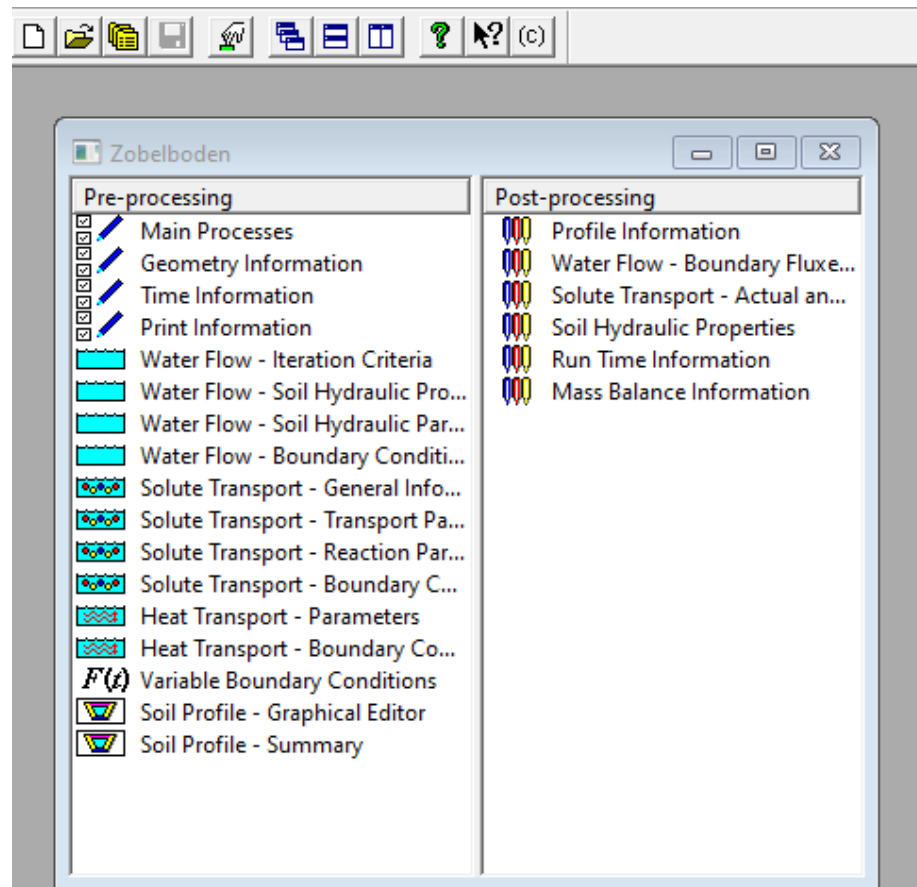 (c)
Zobelboden
Pre-processing
Main Processes
Geometry Information
Time Information
Print Information
Water Flow - Iteration Criteria
Water Flow - Soil Hydraulic Pro...
Water Flow - Soil Hydraulic Par...
Water Flow - Boundary Conditi...
Solute Transport - General Info...
Solute Transport - Transport Pa...
Solute Transport - Reaction Par...
Solute Transport - Boundary C...
Heat Transport - Parameters
Heat Transport - Boundary Co...
F(t) Variable Boundary Conditions
Soil Profile - Graphical Editor
Soil Profile - Summary
Post-processing
Profile Information
Water Flow - Boundary Fluxe...
Solute Transport - Actual an...
Soil Hydraulic Properties
Run Time Information
Mass Balance Information